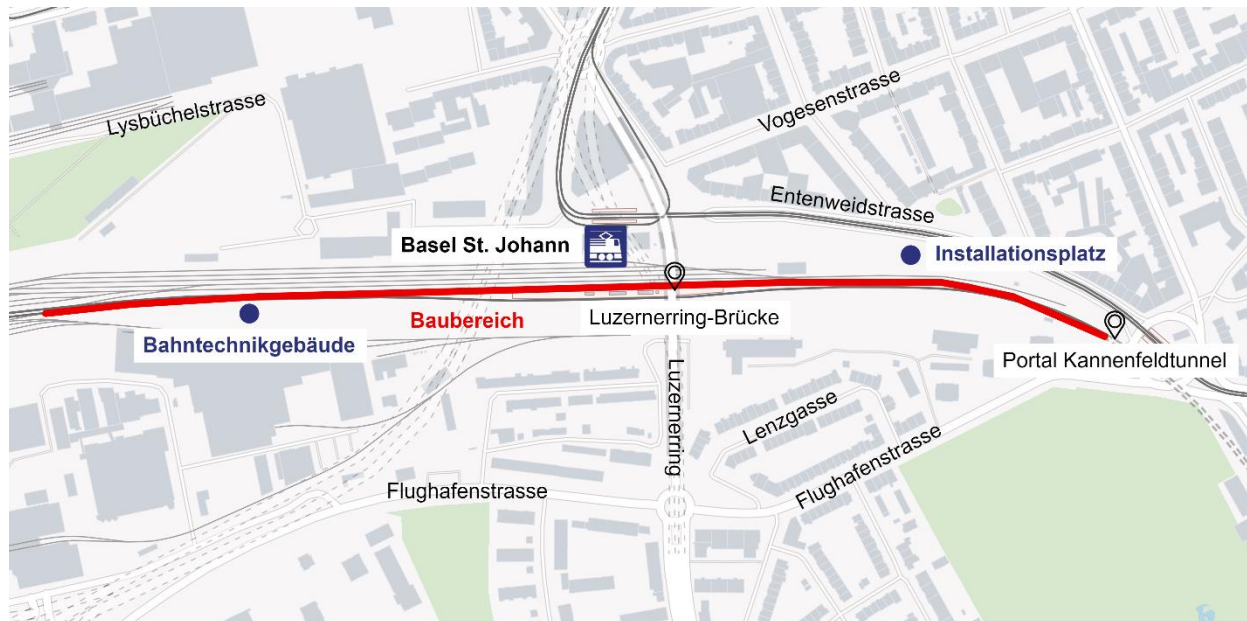 Lysbüchelstrasse
Vogesenstrasse
Entenweidstrasse
Basel St. Johann
Installationsplatz
Baubereich
Luzernerring-Brücke
Bahntechnikgebäude
Portal Kannenfeldtunnel
Luzernerring
Lenzgasse
Flughafenstrasse
Flughafenstrasse